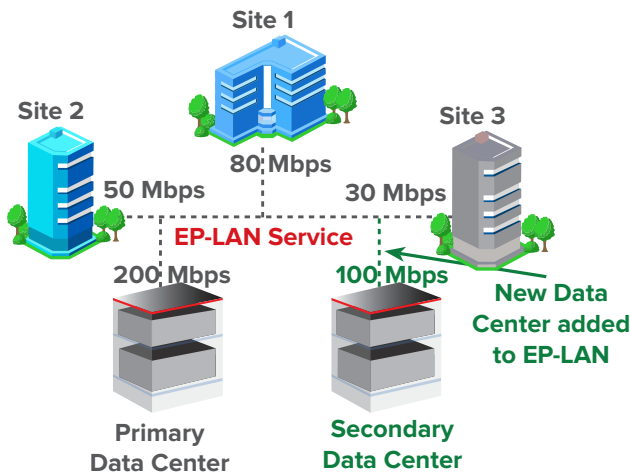 Site 1
Site 2
Site 3
80 Mbps
50 Mbps
30 Mbps
EP-LAN Service
200 Mbps
100 Mbps
New Data
Center added
to EP-LAN
Primary
Data Center
Secondary
Data Center